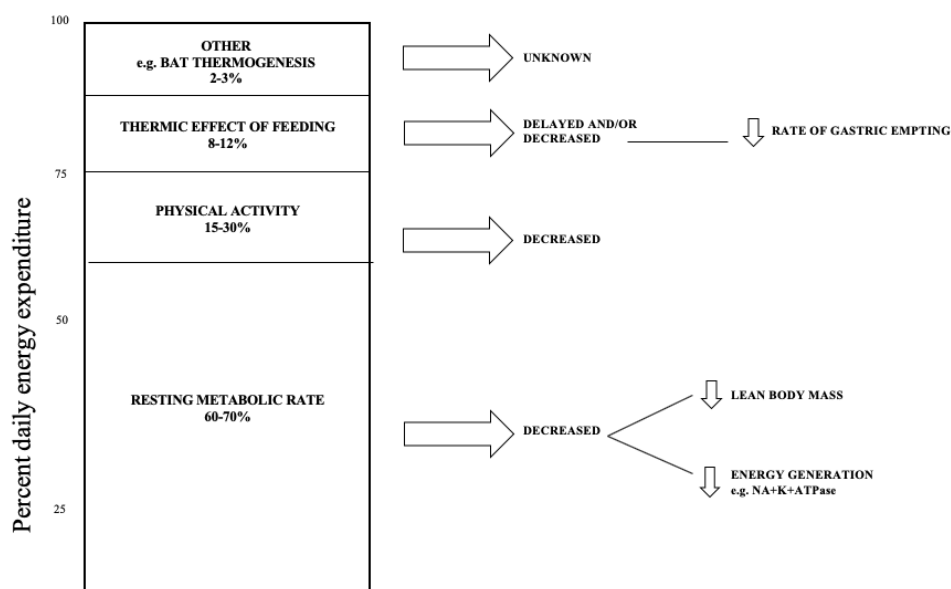 100
OTHER
e.g. BAT THERMOGENESIS
2-3%
UNKNOWN
THERMIC EFFECT OF FEEDING
8-12%
DELAYED AND/OR
DECREASED
RATE OF GASTRIC EMPTING
75
PHYSICAL ACTIVITY
15-30%
DECREASED
50
Percent daily energy expenditure
RESTING METABOLIC RATE
60-70%
DECREASED
LEAN BODY MASS
ENERGY GENERATION
e.g. NA+K+ATPase
25